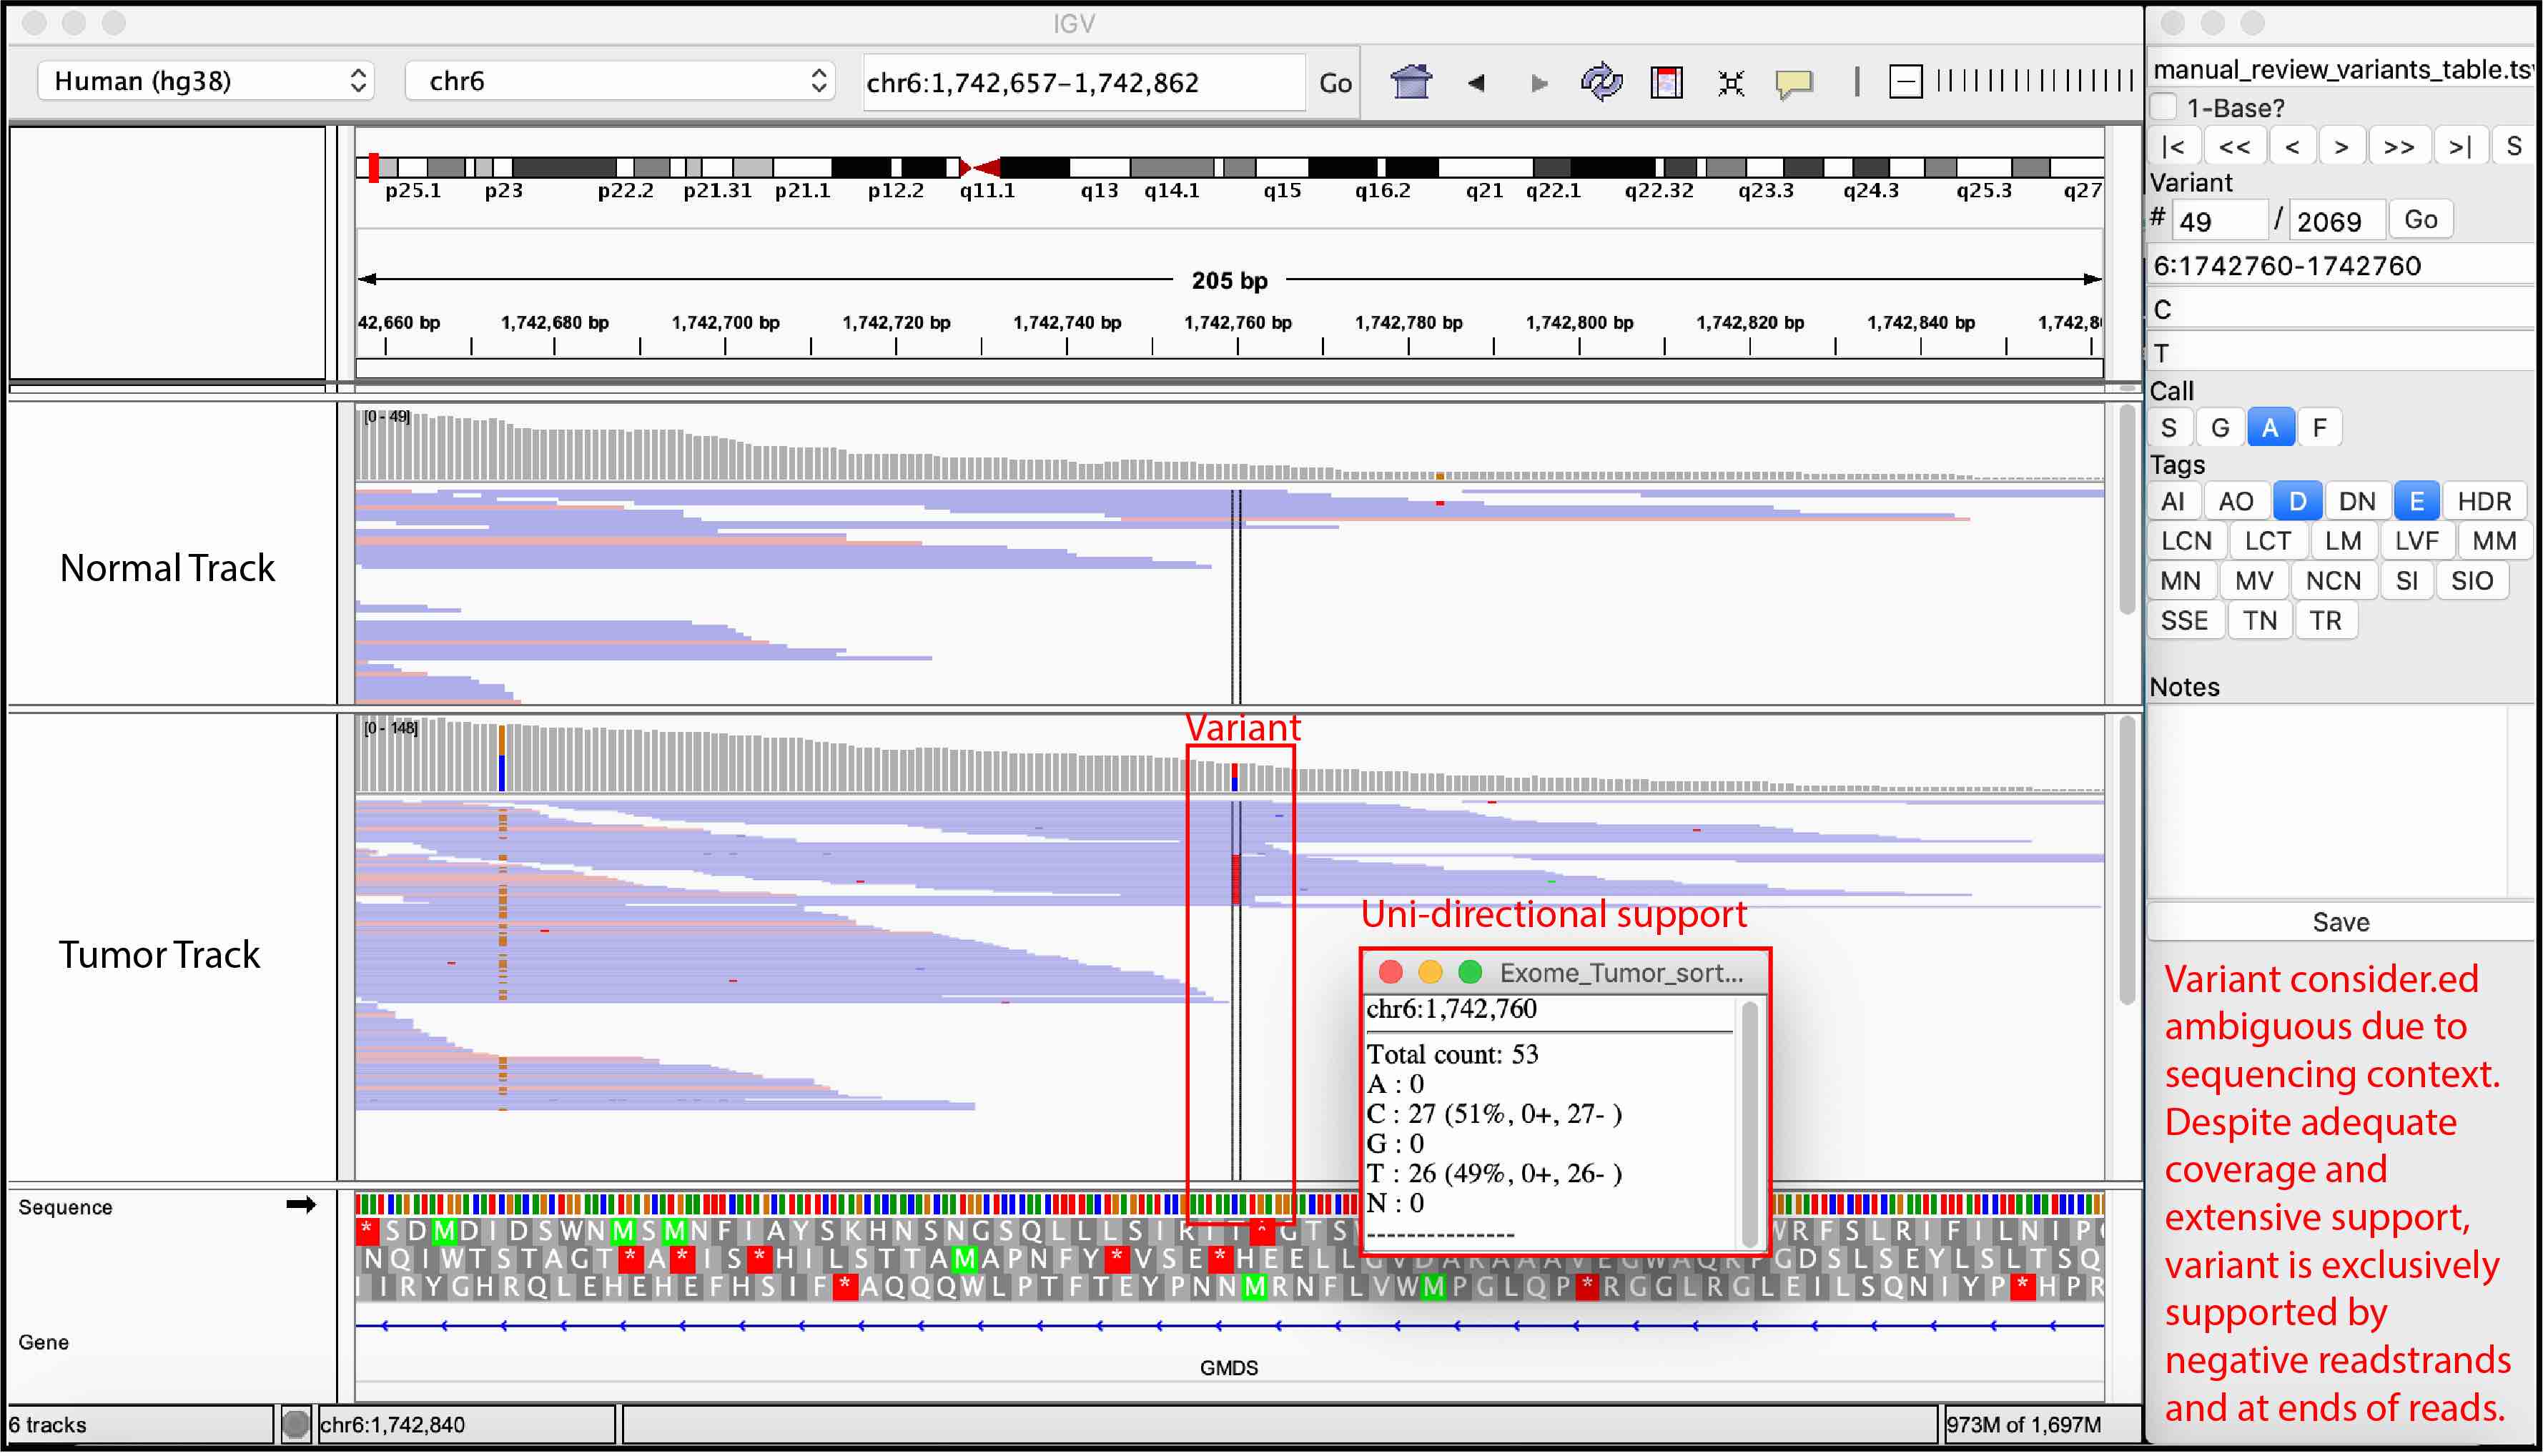 IGV
Human (hg38) chr6 chr6:1,742,657-1,742,862 Go
p25.1 p23 p22.2 p21.31 p21.1 p12.2 q11.1 q13 q14.1 q15 q16.2 q21 q22.1 q22.32 q23.3 q24.3 q25.3 q27
205 bp
42,660 bp 1,742,680 bp 1,742,700 bp 1,742,720 bp 1,742,740 bp 1,742,760 bp 1,742,780 bp 1,742,800 bp 1,742,820 bp 1,742,840 bp 1,742,8
[0 - 49]
Normal Track
[0 - 148]
Variant
Tumor Track
Uni-directional support
Exome_Tumor_sort...
chr6:1,742,760
Total count: 53
A : 0
C : 27 (51%, 0+, 27- )
G : 0
T : 26 (49%, 0+, 26- )
N : 0
---------------
Sequence
* S D M D I D S W N M S M N F I A Y S K H N S N G S Q L L L S I R I T * G T S W R F S L R I F I L N I P
N Q I W T S T A G T * A * I S * H I L S T T A M A P N F Y * V S E * H E E L L G V D A R A A A V E G W A Q R P G D S L S E Y L S L T S Q
I I R Y G H R Q L E H E H E F H S I F * A Q Q Q W L P T F T E Y P N N M R N F L V W M P G L Q P * R G G L R G L E I L S Q N I Y P * H P R
Gene
GMDS
6 tracks chr6:1,742,840 973M of 1,697M
manual_review_variants_table.ts
1-Base?
|< << < > >> >| S
Variant
# 49 / 2069 Go
6:1742760-1742760
C
T
Call
S G A F
Tags
AI AO D DN E HDR
LCN LCT LM LVF MM
MN MV NCN SI SIO
SSE TN TR
Notes
Save
Variant consider.ed
ambiguous due to
sequencing context.
Despite adequate
coverage and
extensive support,
variant is exclusively
supported by
negative readstrands
and at ends of reads.